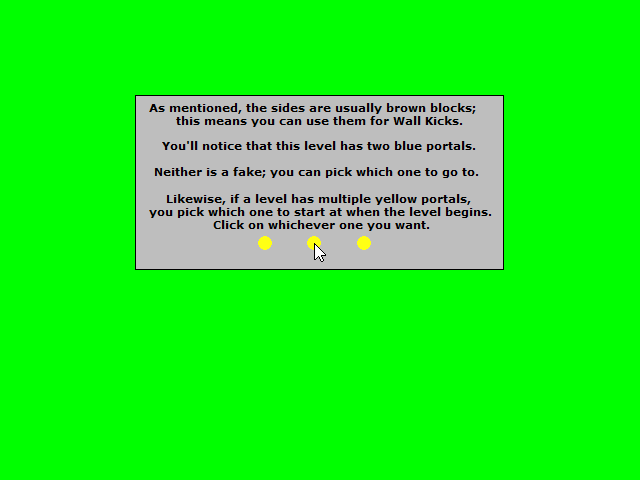 As mentioned, the sides are usually brown blocks;
this means you can use them for Wall Kicks.
You'll notice that this level has two blue portals.
Neither is a fake; you can pick which one to go to.
Likewise, if a level has multiple yellow portals,
you pick which one to start at when the level begins.
Click on whichever one you want.